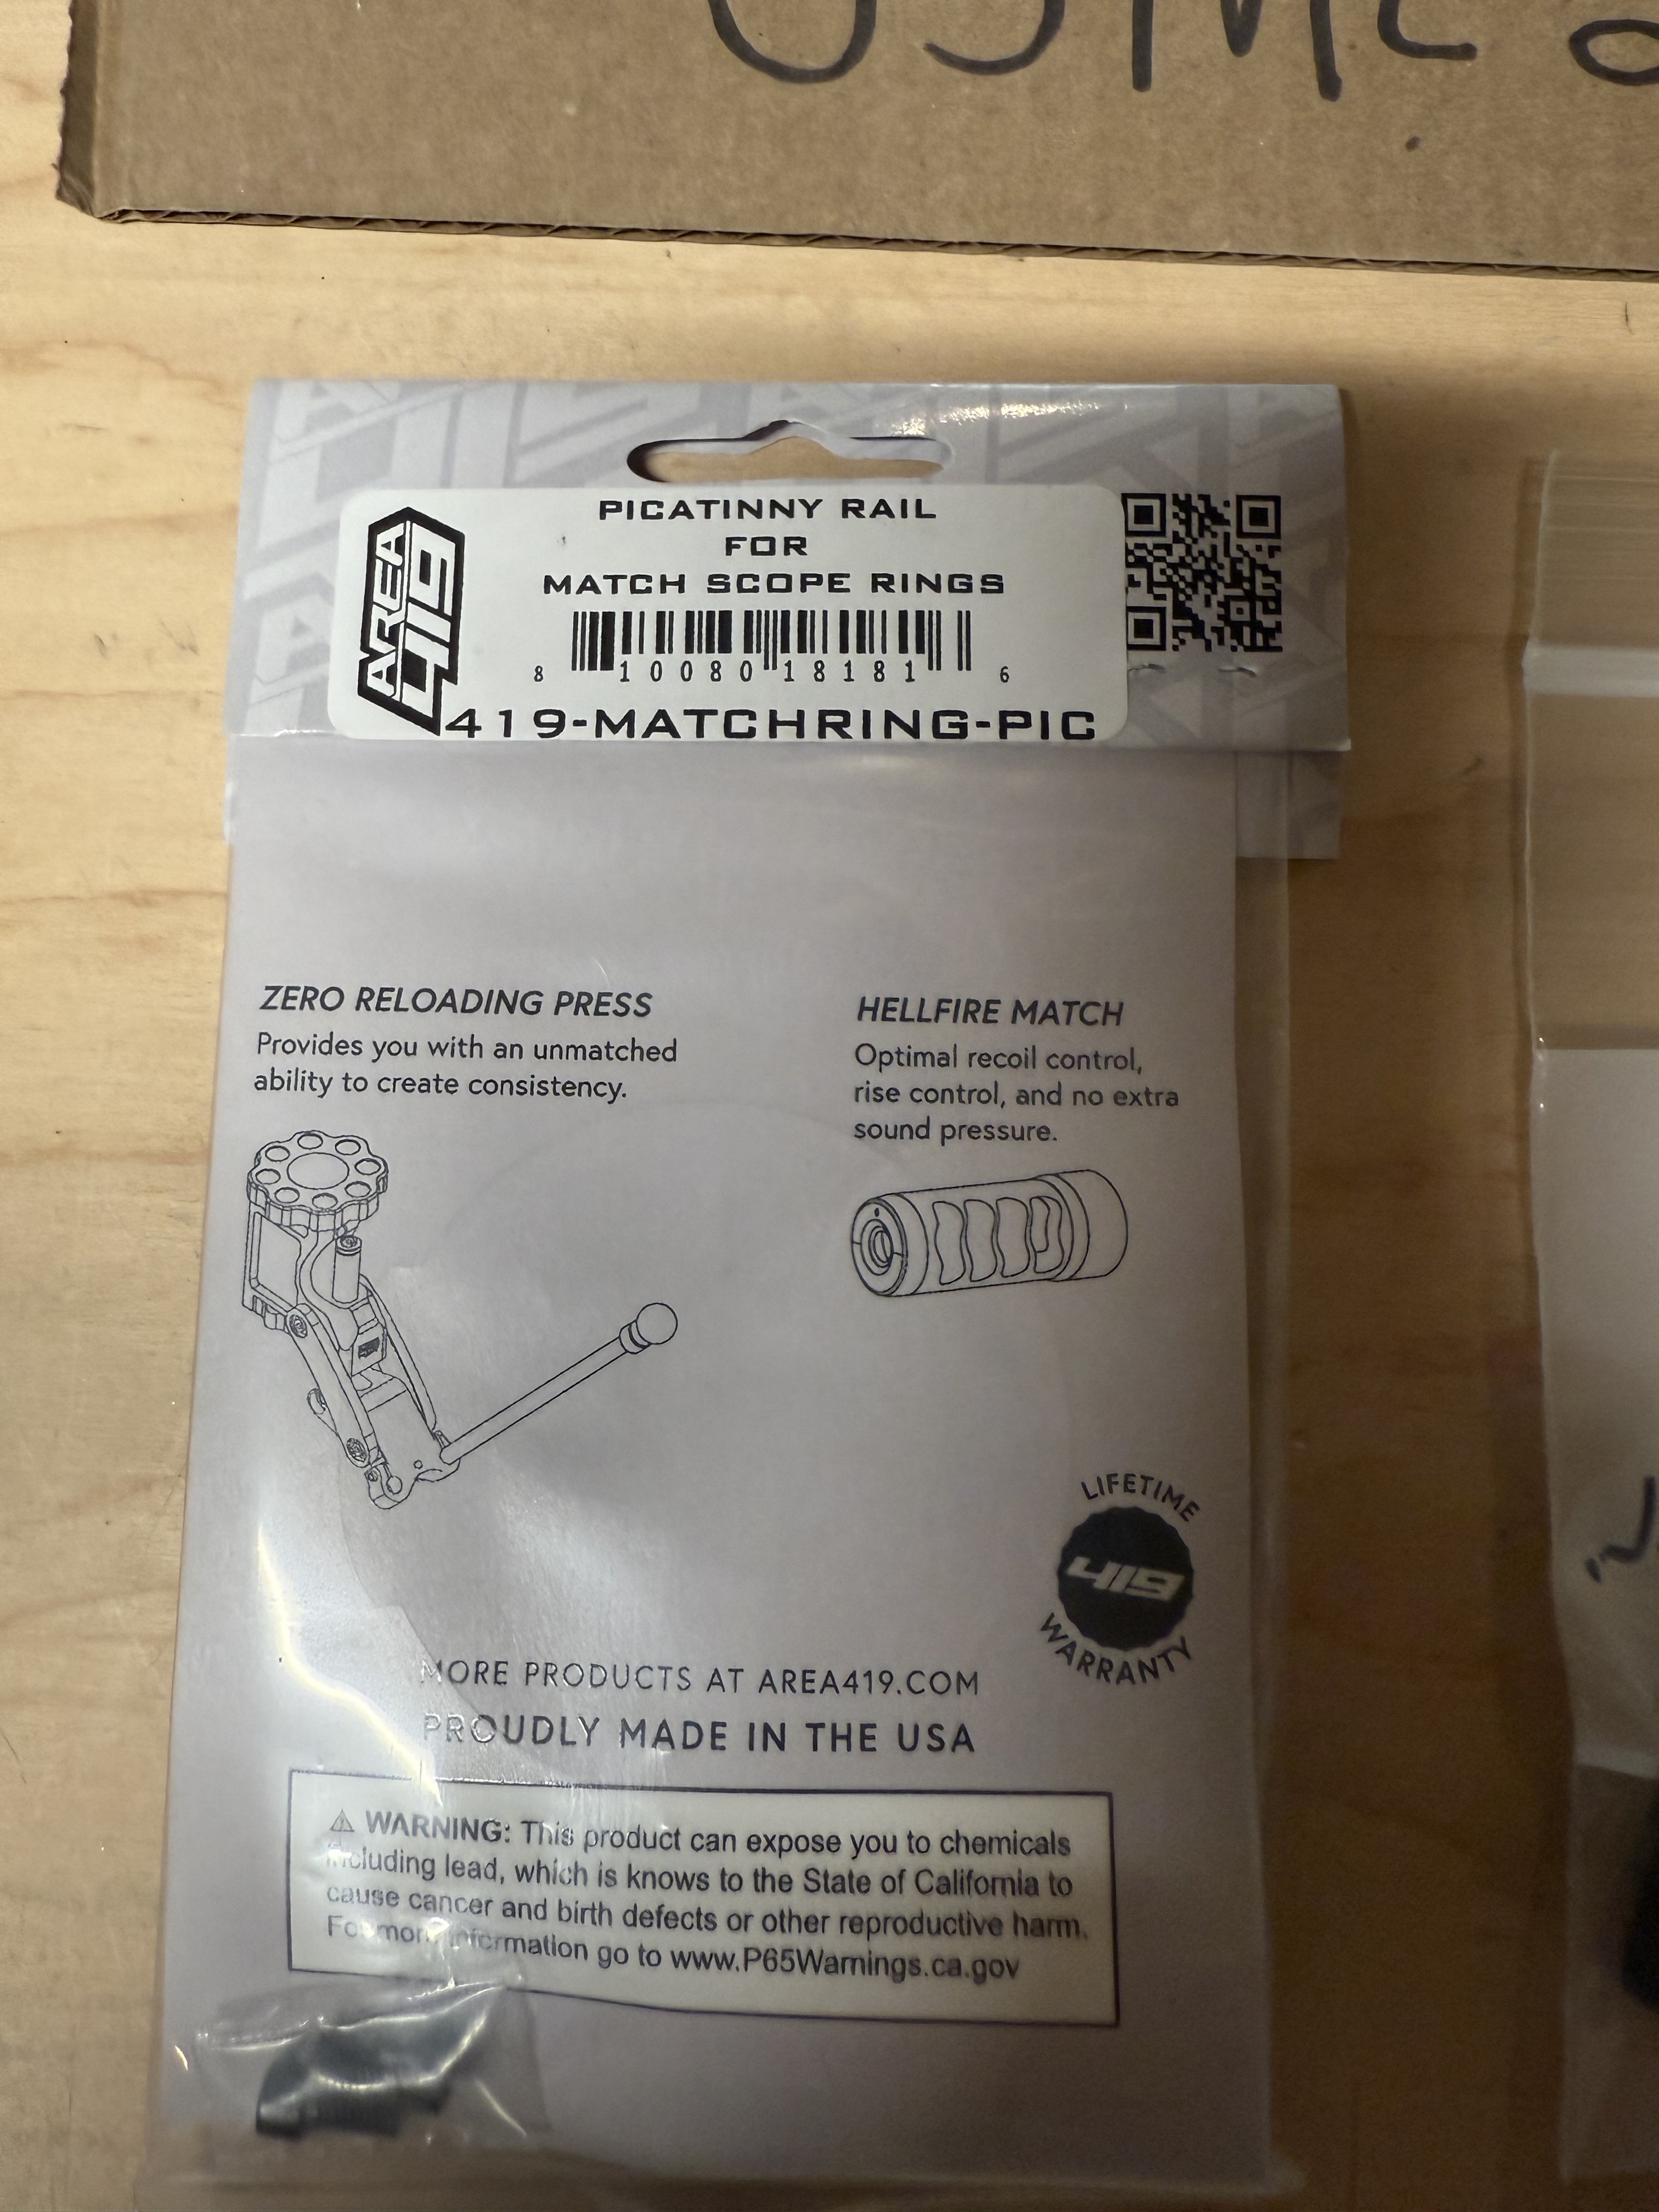 AREA 419
PICATINNY RAIL
FOR
MATCH SCOPE RINGS
8 10080 18181 6
419-MATCHRING-PIC
ZERO RELOADING PRESS
Provides you with an unmatched
ability to create consistency.
HELLFIRE MATCH
Optimal recoil control,
rise control, and no extra
sound pressure.
LIFETIME
419
WARRANTY
MORE PRODUCTS AT AREA419.COM
PROUDLY MADE IN THE USA
⚠ WARNING: This product can expose you to chemicals
including lead, which is knows to the State of California to
cause cancer and birth defects or other reproductive harm.
For more information go to www.P65Warnings.ca.gov